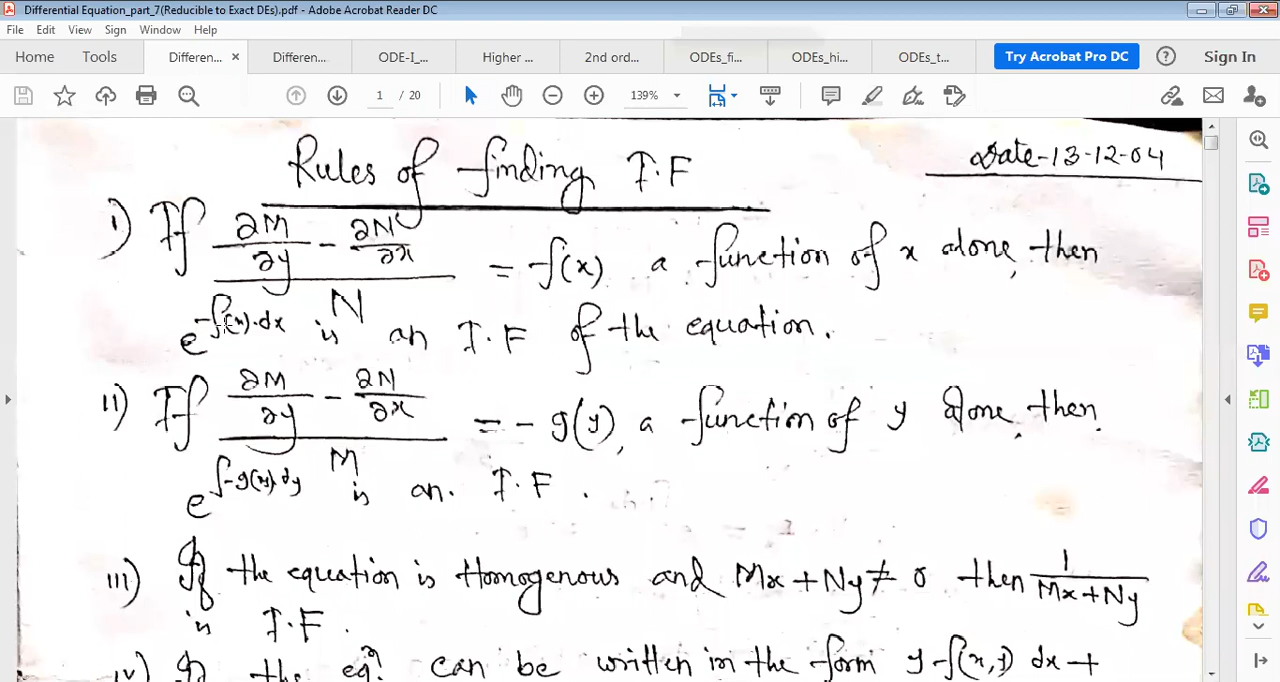 Differential Equation_part_7(Reducible to Exact DEs).pdf - Adobe Acrobat Reader DC
File Edit View Sign Window Help
Home Tools Differen... × Differen... ODE-I_... Higher ... 2nd ord... ODEs_fi... ODEs_hi... ODEs_t... Try Acrobat Pro DC Sign In
1 / 20 139%
Rules of finding I.F
Date-13-12-04
I) If (∂M/∂y - ∂N/∂x)/N = f(x) a function of x alone, then
e^∫f(x).dx is an I.F of the equation.
II) If (∂M/∂y - ∂N/∂x)/M = - g(y), a function of y alone, then
e^∫-g(y).dy is an. I.F.
III) If the equation is Homogenous and Mx+Ny≠0 then 1/(Mx+Ny)
is I.F.
IV) If the eqn can be written in the form y f(x,y) dx +